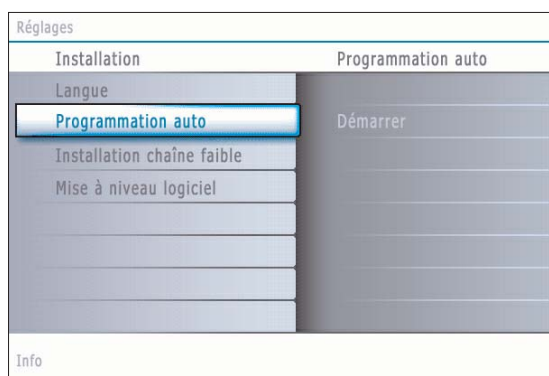 Réglages
Installation
Programmation auto
Langue
Programmation auto
Démarrer
Installation chaîne faible
Mise à niveau logiciel
Info